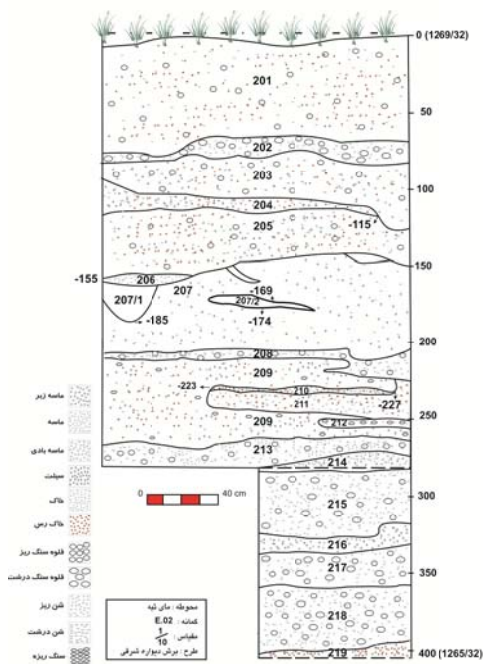 0 (1269/32)
201
50
202
203
100
204
-115
205
150
-155
206
207
-169
207/1
207/2
-185
-174
200
208
209
-223
210
211
-227
209
212
250
213
214
0
40 cm
215
300
216
217
350
218
219
400 (1265/32)
ماسه زبر
ماسه
ماسه بادی
سیلت
خاک
خاک رس
قلوه سنگ ریز
قلوه سنگ درشت
شن ریز
شن درشت
سنگ ریزه
محوطه : مای تپه
گمانه : E.02
مقیاس : 1/10
طرح : برش دیواره شرقی